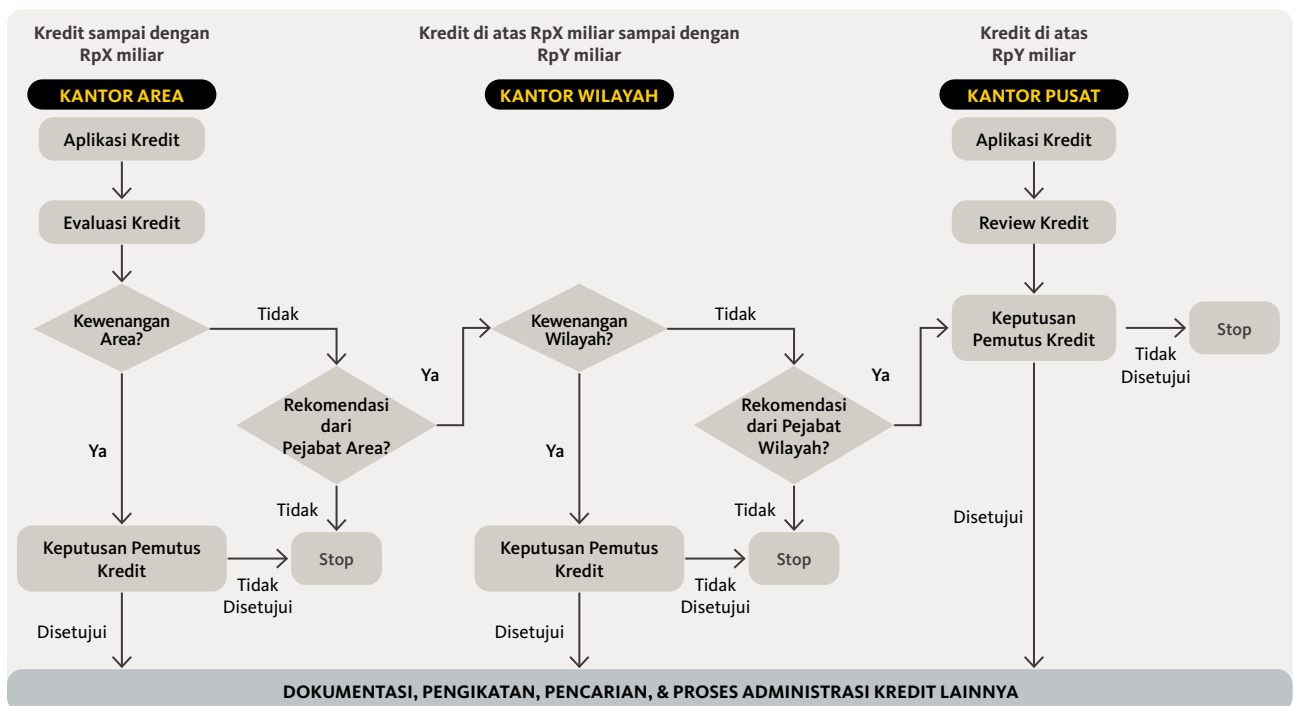 Kredit sampai dengan
RpX miliar
KANTOR AREA
Aplikasi Kredit
Evaluasi Kredit
Kewenangan
Area?
Tidak
Ya
Rekomendasi
dari
Pejabat Area?
Ya
Tidak
Keputusan Pemutus
Kredit
Tidak
Disetujui
Stop
Disetujui
Kredit di atas RpX miliar sampai dengan
RpY miliar
KANTOR WILAYAH
Kewenangan
Wilayah?
Tidak
Ya
Rekomendasi
dari Pejabat
Wilayah?
Ya
Tidak
Keputusan Pemutus
Kredit
Tidak
Disetujui
Stop
Disetujui
Kredit di atas
RpY miliar
KANTOR PUSAT
Aplikasi Kredit
Review Kredit
Keputusan
Pemutus Kredit
Tidak
Disetujui
Stop
Disetujui
DOKUMENTASI, PENGIKATAN, PENCARIAN, & PROSES ADMINISTRASI KREDIT LAINNYA